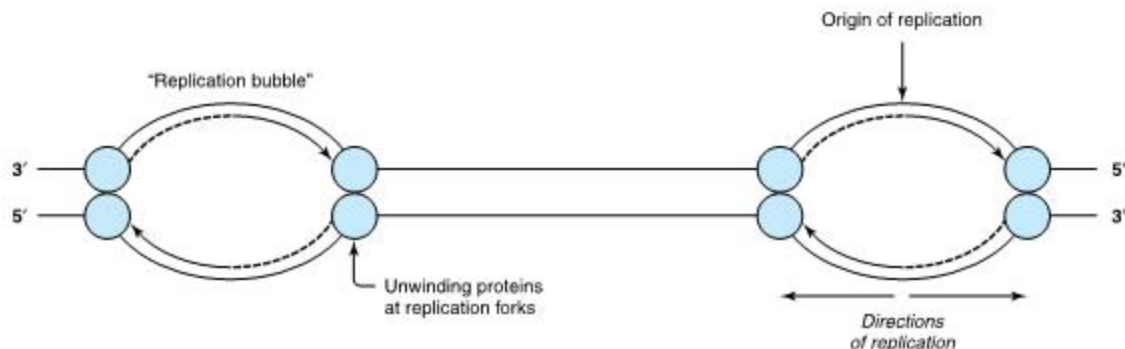 Origin of replication
“Replication bubble”
3′
5′
5′
3′
Unwinding proteins
at replication forks
Directions
of replication